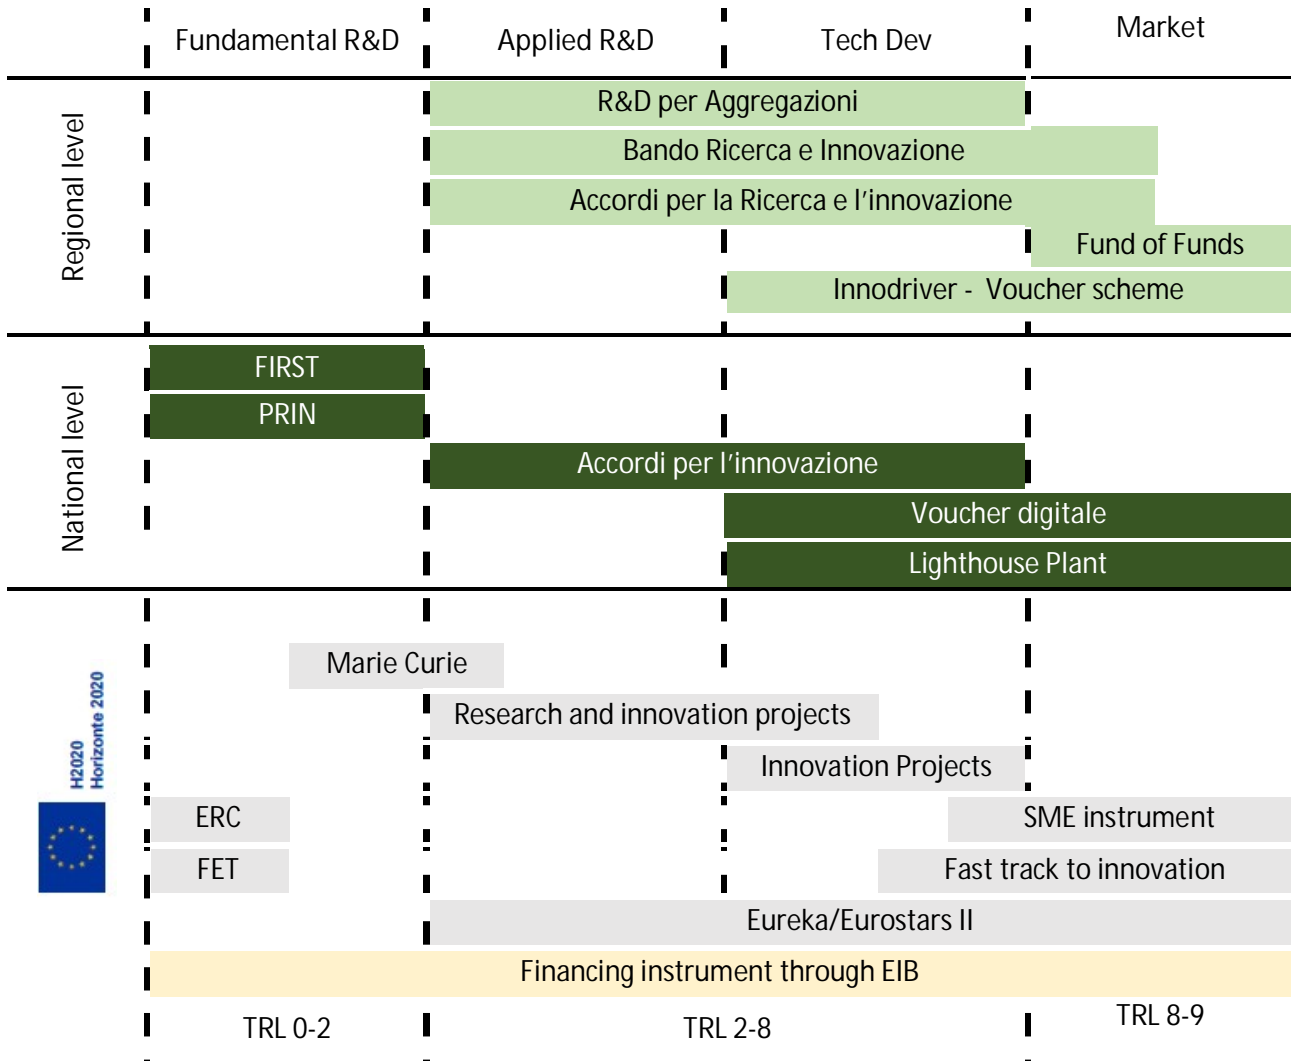 Fundamental R&D
Applied R&D
Tech Dev
Market
Regional level
R&D per Aggregazioni
Bando Ricerca e Innovazione
Accordi per la Ricerca e l'innovazione
Fund of Funds
Innodriver - Voucher scheme
National level
FIRST
PRIN
Accordi per l'innovazione
Voucher digitale
Lighthouse Plant
H2020
Horizonte 2020
Marie Curie
Research and innovation projects
Innovation Projects
ERC
SME instrument
FET
Fast track to innovation
Eureka/Eurostars II
Financing instrument through EIB
TRL 0-2
TRL 2-8
TRL 8-9